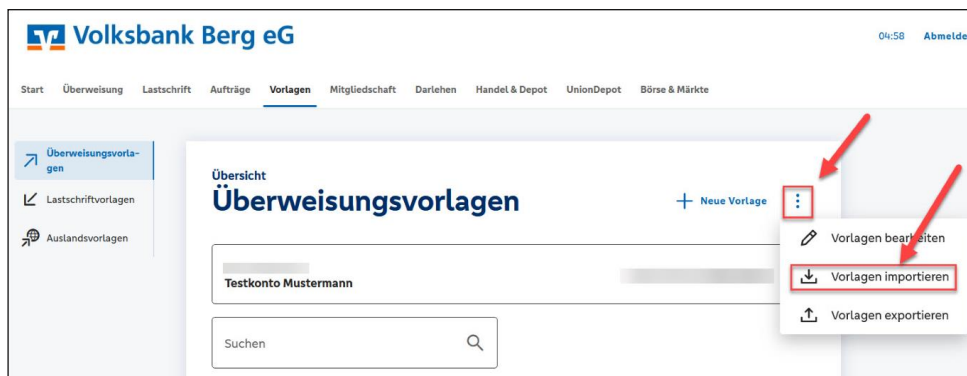 Volksbank Berg eG
04:58 Abmelde
Start Überweisung Lastschrift Aufträge Vorlagen Mitgliedschaft Darlehen Handel & Depot UnionDepot Börse & Märkte
Überweisungsvorla-
gen
Lastschriftvorlagen
Auslandsvorlagen
Übersicht
Überweisungsvorlagen
Neue Vorlage
Vorlagen bearbeiten
Vorlagen importieren
Vorlagen exportieren
Testkonto Mustermann
Suchen